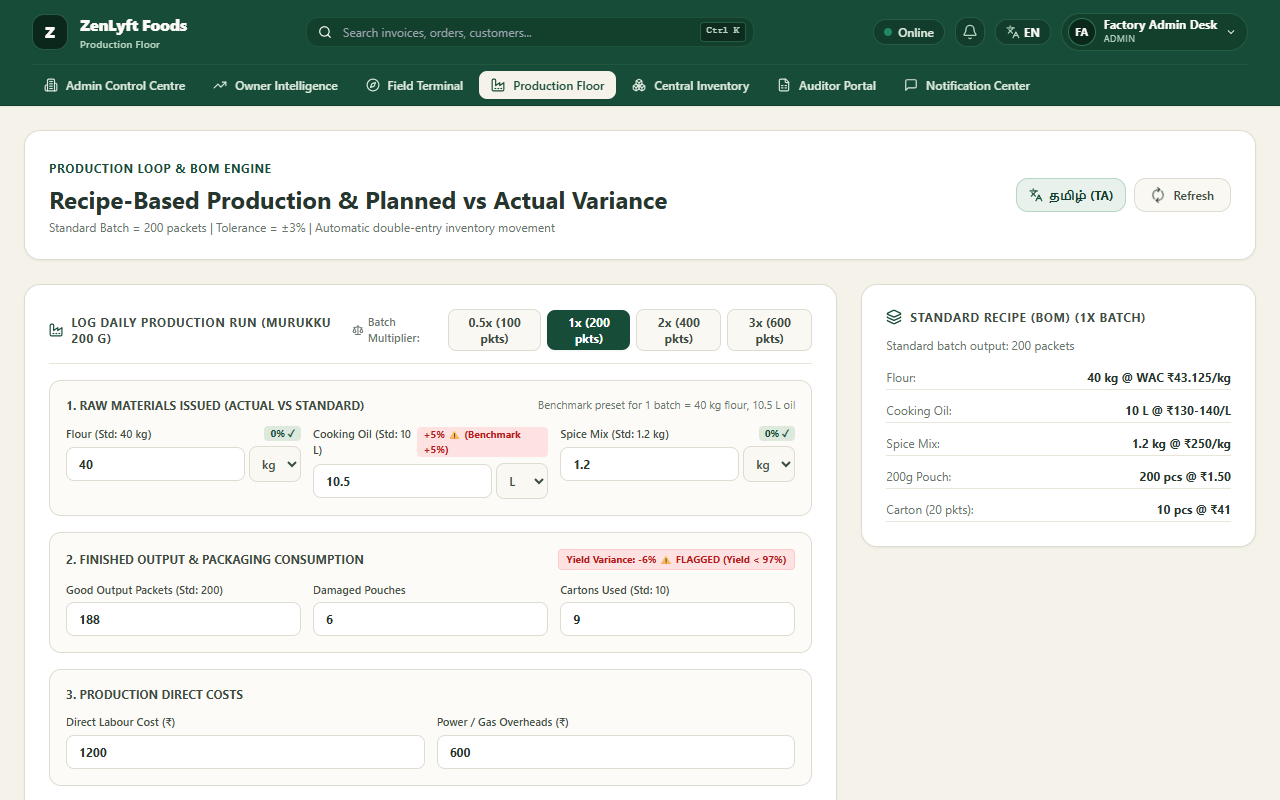 Z
ZenLyft Foods
Production Floor
Search invoices, orders, customers...
Ctrl K
Online
EN
FA
Factory Admin Desk
ADMIN
Admin Control Centre
Owner Intelligence
Field Terminal
Production Floor
Central Inventory
Auditor Portal
Notification Center
PRODUCTION LOOP & BOM ENGINE
Recipe-Based Production & Planned vs Actual Variance
Standard Batch = 200 packets | Tolerance = ±3% | Automatic double-entry inventory movement
தமிழ் (TA)
Refresh
LOG DAILY PRODUCTION RUN (MURUKKU
200 G)
Batch
Multiplier:
0.5x (100
pkts)
1x (200
pkts)
2x (400
pkts)
3x (600
pkts)
1. RAW MATERIALS ISSUED (ACTUAL VS STANDARD)
Benchmark preset for 1 batch = 40 kg flour, 10.5 L oil
Flour (Std: 40 kg)
0% ✓
40
kg
Cooking Oil (Std: 10
L)
+5% ⚠️ (Benchmark
+5%)
10.5
L
Spice Mix (Std: 1.2 kg)
0% ✓
1.2
kg
2. FINISHED OUTPUT & PACKAGING CONSUMPTION
Yield Variance: -6% ⚠️ FLAGGED (Yield < 97%)
Good Output Packets (Std: 200)
188
Damaged Pouches
6
Cartons Used (Std: 10)
9
3. PRODUCTION DIRECT COSTS
Direct Labour Cost (₹)
1200
Power / Gas Overheads (₹)
600
STANDARD RECIPE (BOM) (1X BATCH)
Standard batch output: 200 packets
Flour: 40 kg @ WAC ₹43.125/kg
Cooking Oil: 10 L @ ₹130-140/L
Spice Mix: 1.2 kg @ ₹250/kg
200g Pouch: 200 pcs @ ₹1.50
Carton (20 pkts): 10 pcs @ ₹41